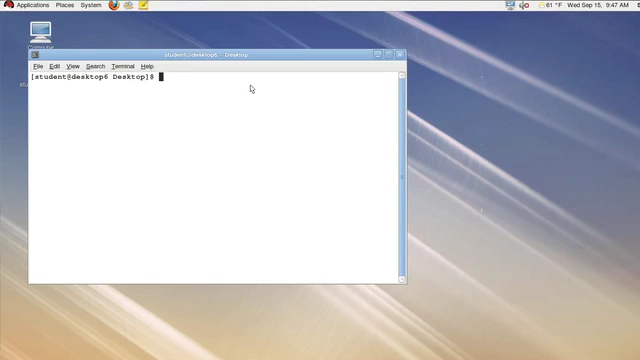 Applications Places System 61 °F Wed Sep 15, 9:47 AM
Computer
student@desktop6:~/Desktop
File Edit View Search Terminal Help
[student@desktop6 Desktop]$